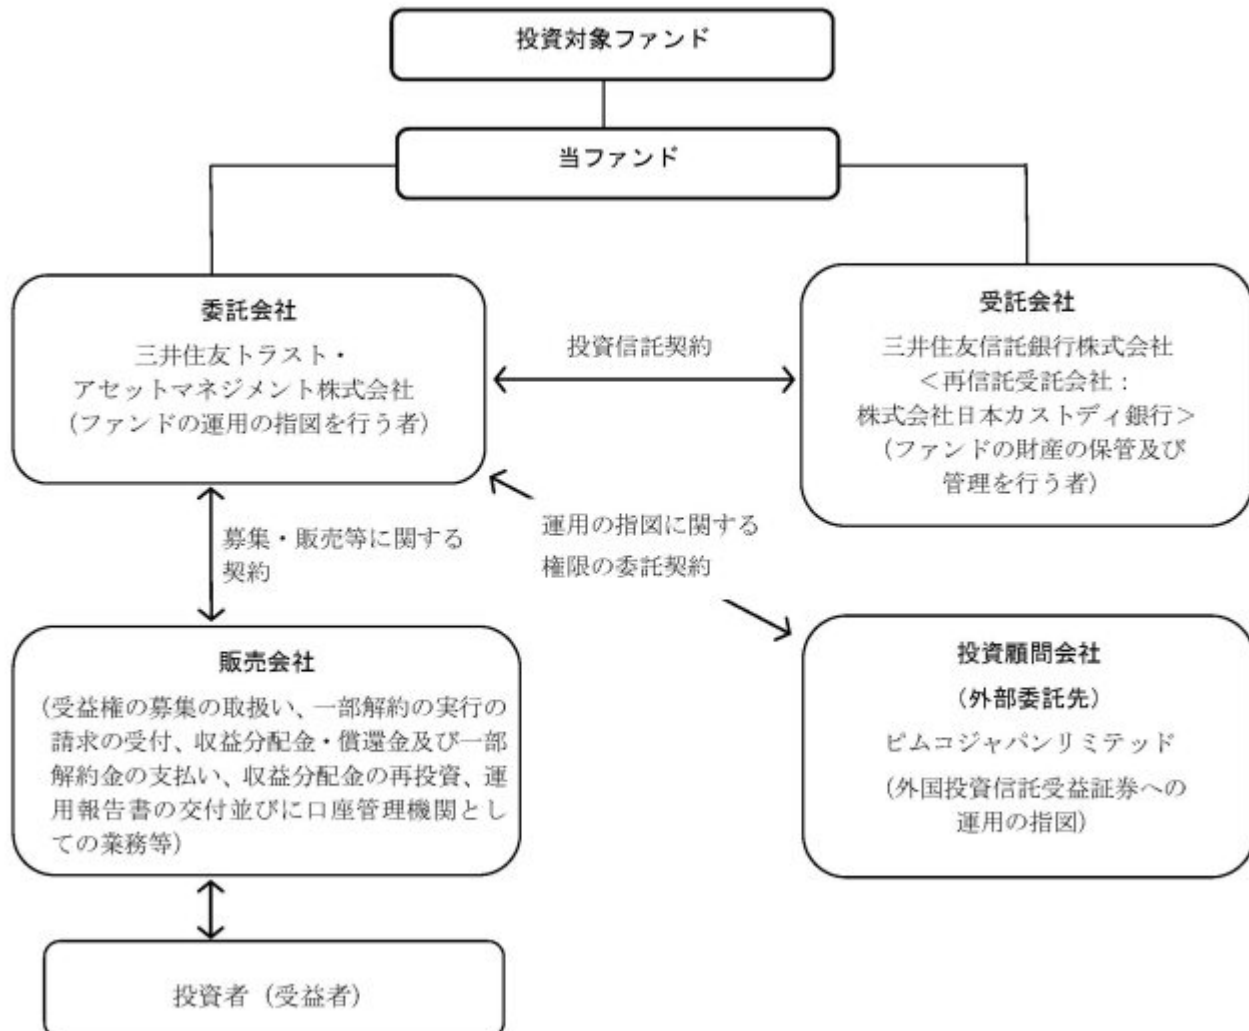 投資対象ファンド
当ファンド
委託会社
三井住友トラスト・
アセットマネジメント株式会社
(ファンドの運用の指図を行う者)
投資信託契約
受託会社
三井住友信託銀行株式会社
<再信託受託会社:
株式会社日本カストディ銀行>
(ファンドの財産の保管及び
管理を行う者)
募集・販売等に関する
契約
運用の指図に関する
権限の委託契約
販売会社
(受益権の募集の取扱い、一部解約の実行の
請求の受付、収益分配金・償還金及び一部
解約金の支払い、収益分配金の再投資、運
用報告書の交付並びに口座管理機関とし
ての業務等)
投資顧問会社
(外部委託先)
ピムコジャパンリミテッド
(外国投資信託受益証券への
運用の指図)
投資者(受益者)